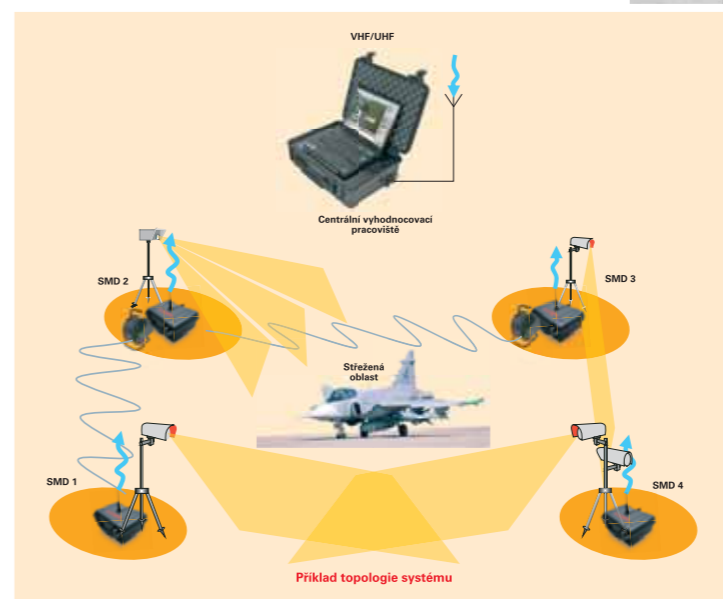 VHF/UHF
Centrální vyhodnocovací
pracoviště
SMD 2
SMD 3
Střežená
oblast
SMD 1
SMD 4
Příklad topologie systému